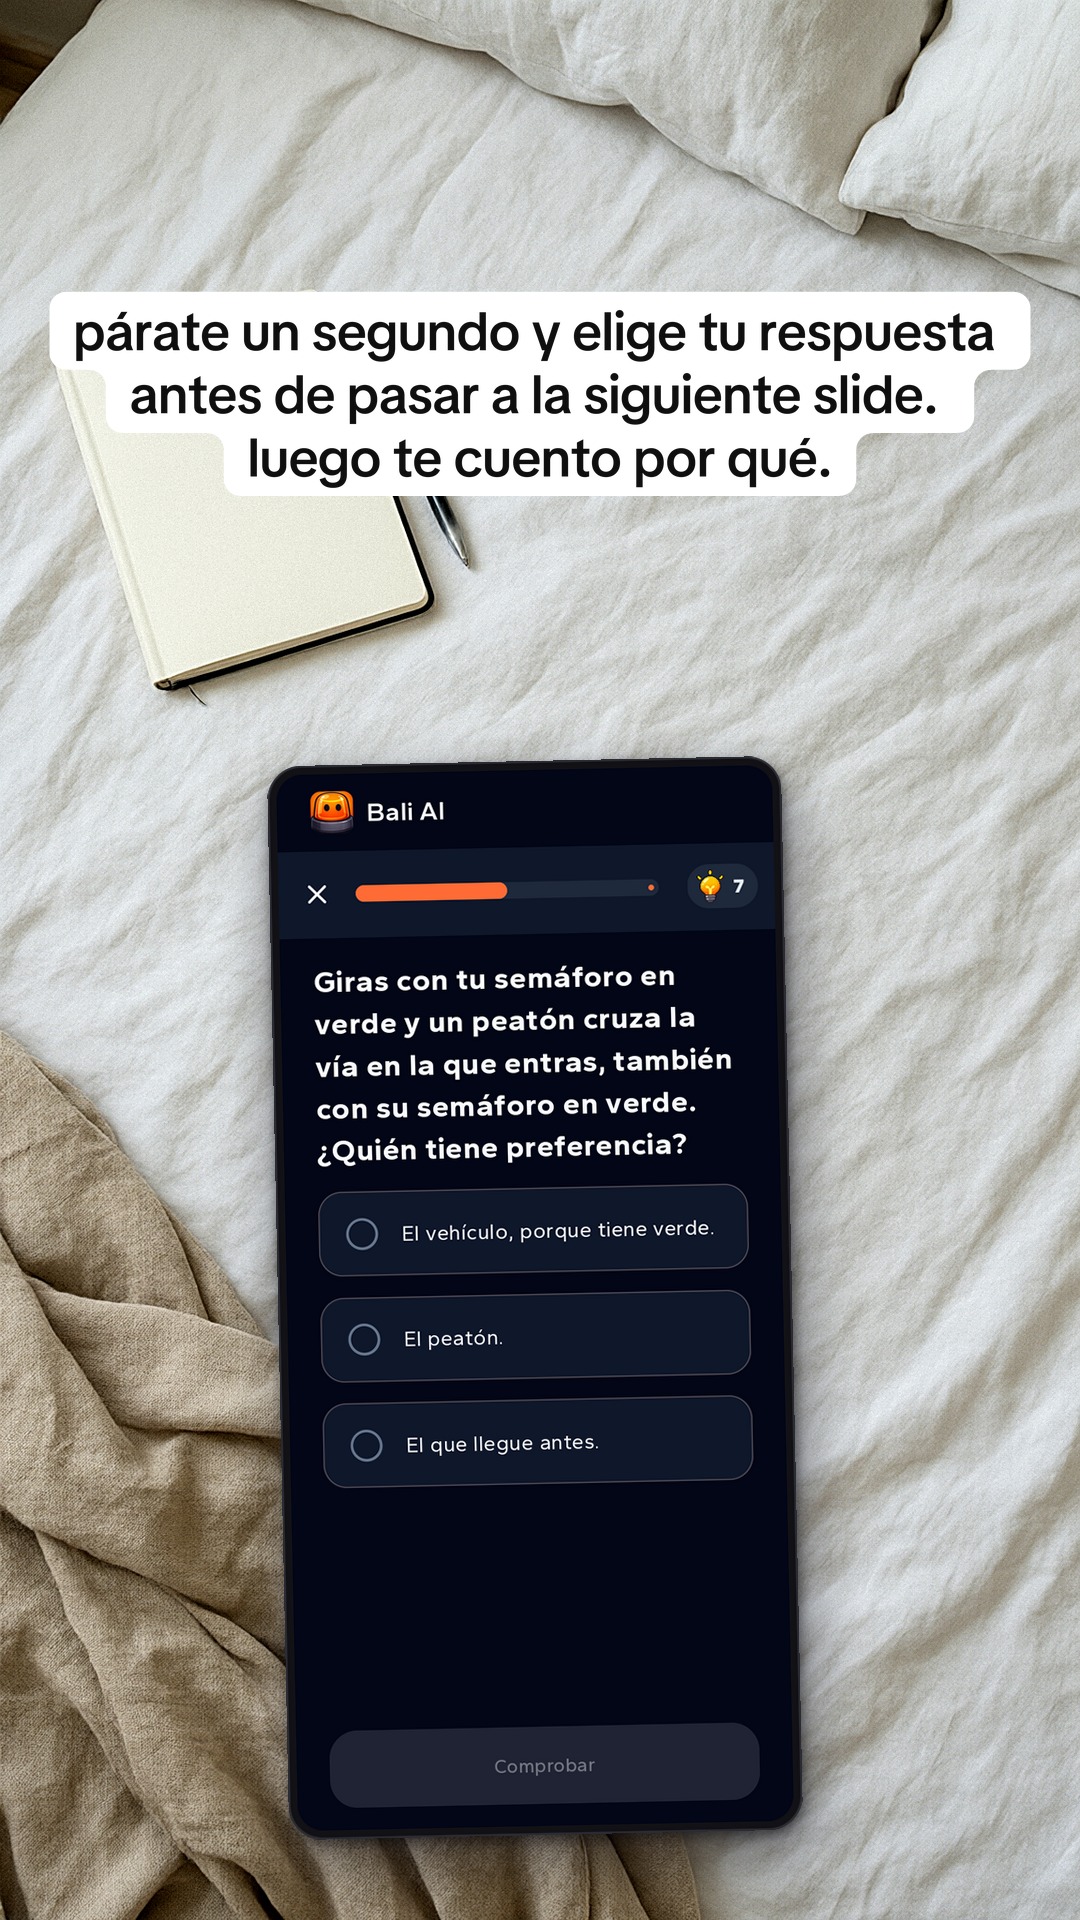 párate un segundo y elige tu respuesta
antes de pasar a la siguiente slide.
luego te cuento por qué.
Bali AI
7
Giras con tu semáforo en
verde y un peatón cruza la
vía en la que entras, también
con su semáforo en verde.
¿Quién tiene preferencia?
El vehículo, porque tiene verde.
El peatón.
El que llegue antes.
Comprobar